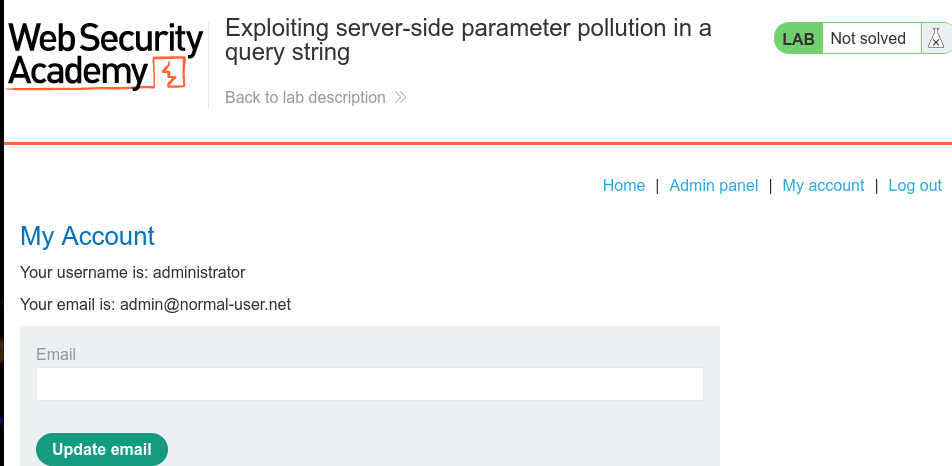 Web Security
Academy
Exploiting server-side parameter pollution in a
query string
Back to lab description
LAB Not solved
Home | Admin panel | My account | Log out
My Account
Your username is: administrator
Your email is: admin@normal-user.net
Email
Update email